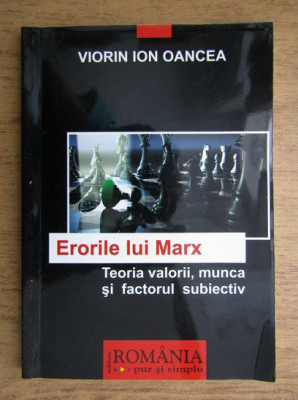 VIORIN ION OANCEA
Erorile lui Marx
Teoria valorii, munca
şi factorul subiectiv
ROMÂNIA
pur şi simplu